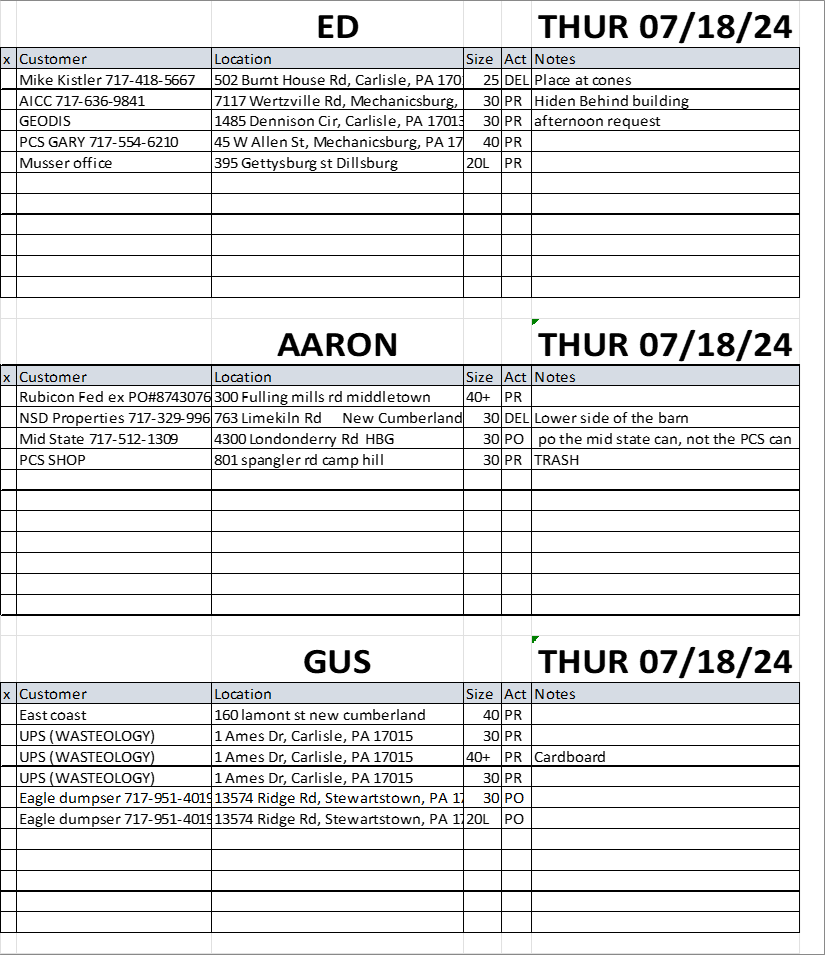 ED THUR 07/18/24
x Customer Location Size Act Notes
Mike Kistler 717-418-5667 502 Burnt House Rd, Carlisle, PA 170 25 DEL Place at cones
AICC 717-636-9841 7117 Wertzville Rd, Mechanicsburg, 30 PR Hiden Behind building
GEODIS 1485 Dennison Cir, Carlisle, PA 17013 30 PR afternoon request
PCS GARY 717-554-6210 45 W Allen St, Mechanicsburg, PA 17 40 PR
Musser office 395 Gettysburg st Dillsburg 20L PR
AARON THUR 07/18/24
x Customer Location Size Act Notes
Rubicon Fed ex PO#8743076 300 Fulling mills rd middletown 40+ PR
NSD Properties 717-329-996 763 Limekiln Rd New Cumberland 30 DEL Lower side of the barn
Mid State 717-512-1309 4300 Londonderry Rd HBG 30 PO po the mid state can, not the PCS can
PCS SHOP 801 spangler rd camp hill 30 PR TRASH
GUS THUR 07/18/24
x Customer Location Size Act Notes
East coast 160 lamont st new cumberland 40 PR
UPS (WASTEOLOGY) 1 Ames Dr, Carlisle, PA 17015 30 PR
UPS (WASTEOLOGY) 1 Ames Dr, Carlisle, PA 17015 40+ PR Cardboard
UPS (WASTEOLOGY) 1 Ames Dr, Carlisle, PA 17015 30 PR
Eagle dumpser 717-951-4019 13574 Ridge Rd, Stewartstown, PA 17 30 PO
Eagle dumpser 717-951-4019 13574 Ridge Rd, Stewartstown, PA 17 20L PO